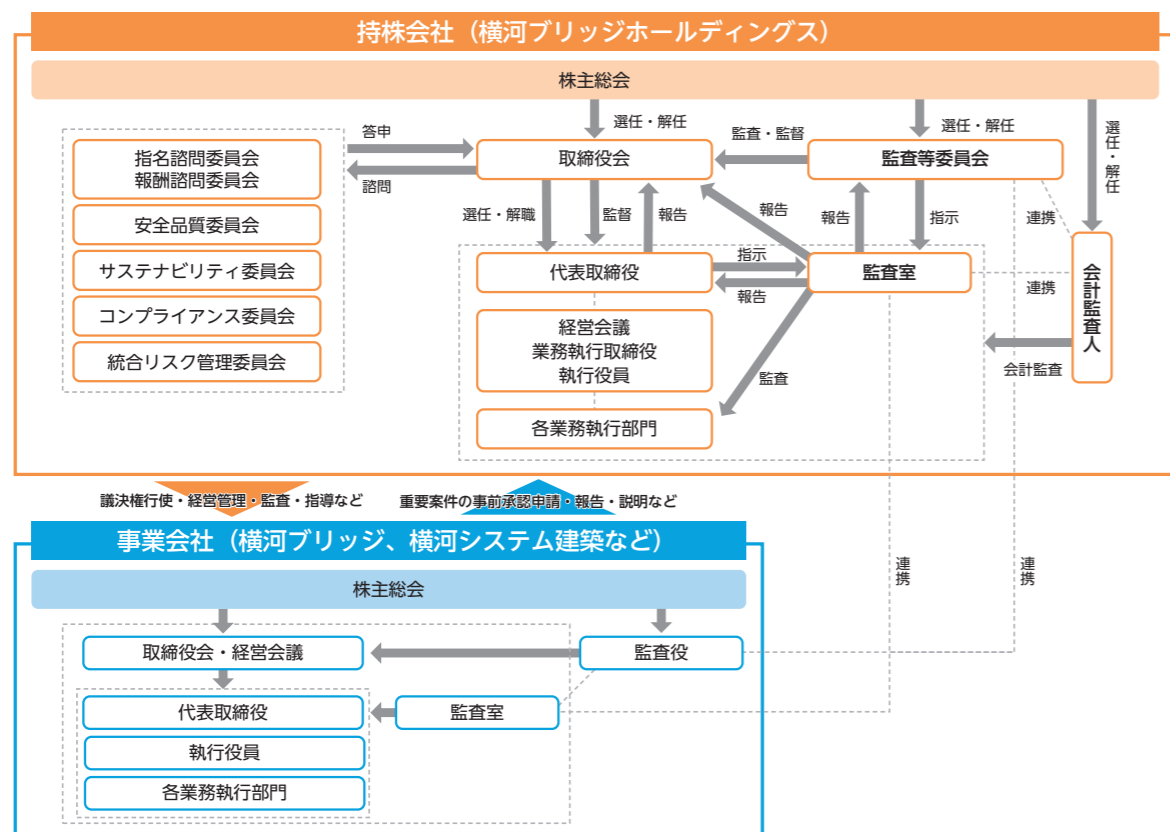 持株会社（横河ブリッジホールディングス）
株主総会
選任・解任
選任・解任
選任・解任
答申
諮問
指名諮問委員会
報酬諮問委員会
安全品質委員会
サステナビリティ委員会
コンプライアンス委員会
統合リスク管理委員会
取締役会
監査・監督
監査等委員会
選任・解職
監督
報告
報告
報告
指示
連携
代表取締役
指示
報告
監査室
連携
会計監査人
経営会議
業務執行取締役
執行役員
監査
会計監査
各業務執行部門
議決権行使・経営管理・監査・指導など
重要案件の事前承認申請・報告・説明など
事業会社（横河ブリッジ、横河システム建築など）
株主総会
連携
連携
取締役会・経営会議
監査役
代表取締役
監査室
執行役員
各業務執行部門